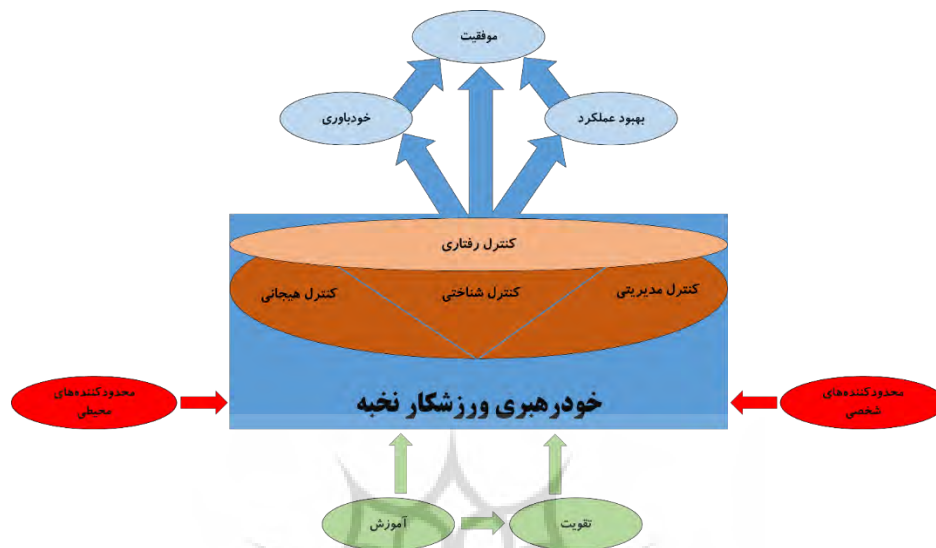 موفقیت
بهبود عملکرد
خودباوری
کنترل رفتاری
کنترل مدیریتی
کنترل شناختی
کنترل هیجانی
خودرهبری ورزشکار نخبه
محدودکننده‌های
شخصی
محدودکننده‌های
محیطی
تقویت
آموزش